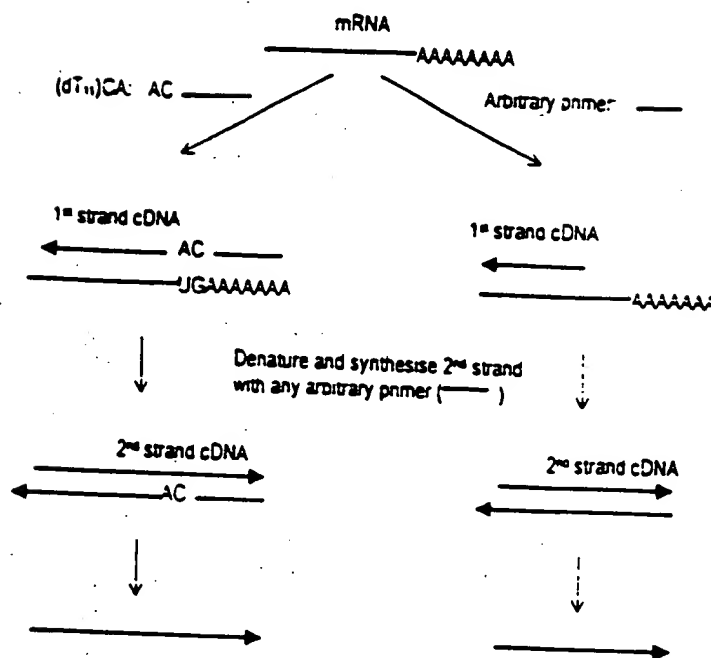 mRNA
AAAAAAAA
(dT₁₁)CA: AC
Arbitrary primer
1ˢᵗ strand cDNA
AC
UGAAAAAAA
1ˢᵗ strand cDNA
AAAAAAA
Denature and synthesise 2ⁿᵈ strand
with any arbitrary primer ( )
2ⁿᵈ strand cDNA
AC
2ⁿᵈ strand cDNA